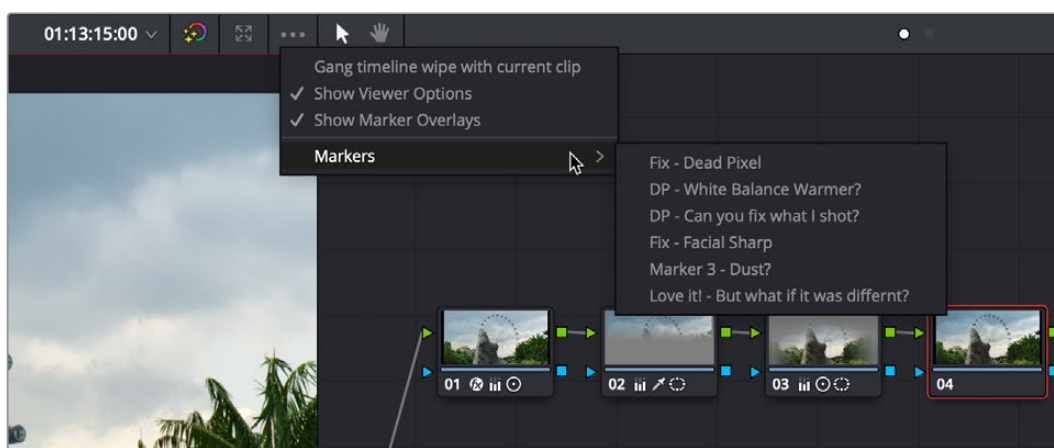 01:13:15:00
Gang timeline wipe with current clip
Show Viewer Options
Show Marker Overlays
Markers
Fix - Dead Pixel
DP - White Balance Warmer?
DP - Can you fix what I shot?
Fix - Facial Sharp
Marker 3 - Dust?
Love it! - But what if it was differnt?
01
02
03
04